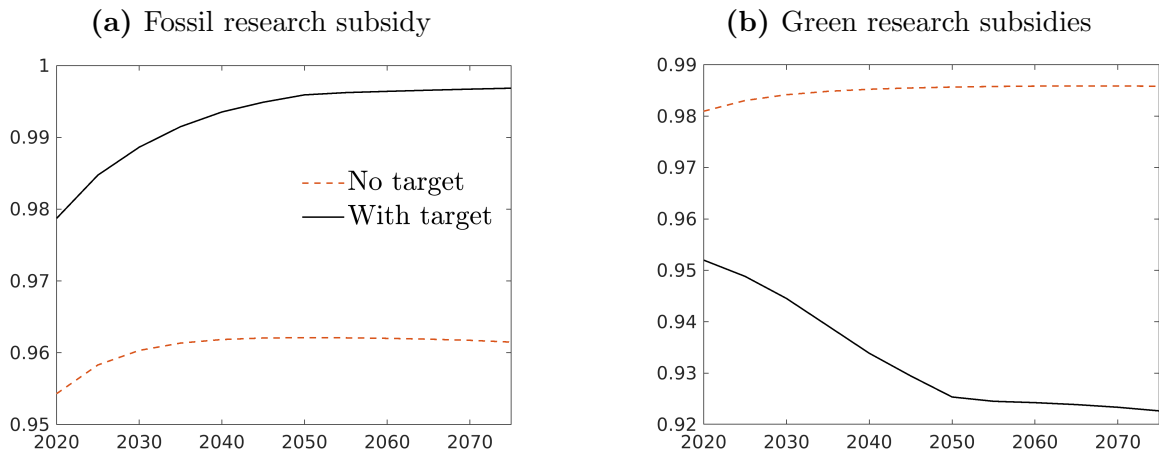 (a) Fossil research subsidy
1
0.99
0.98
0.97
0.96
0.95
2020 2030 2040 2050 2060 2070
No target
With target
(b) Green research subsidies
0.99
0.98
0.97
0.96
0.95
0.94
0.93
0.92
2020 2030 2040 2050 2060 2070